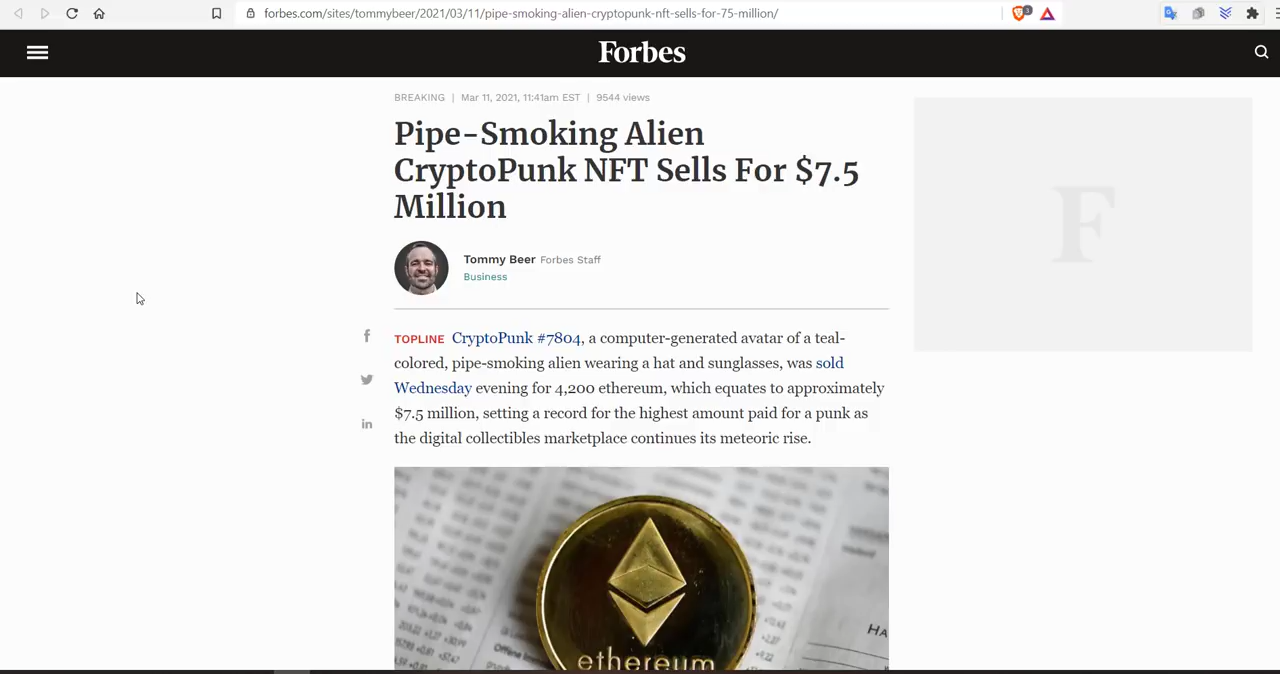 forbes.com/sites/tommybeer/2021/03/11/pipe-smoking-alien-cryptopunk-nft-sells-for-75-million/
3
Forbes
BREAKING | Mar 11, 2021, 11:41am EST | 9544 views
Pipe-Smoking Alien
CryptoPunk NFT Sells For $7.5
Million
Tommy Beer Forbes Staff
Business
TOPLINE CryptoPunk #7804, a computer-generated avatar of a teal-
colored, pipe-smoking alien wearing a hat and sunglasses, was sold
Wednesday evening for 4,200 ethereum, which equates to approximately
$7.5 million, setting a record for the highest amount paid for a punk as
the digital collectibles marketplace continues its meteoric rise.
F
ethereum